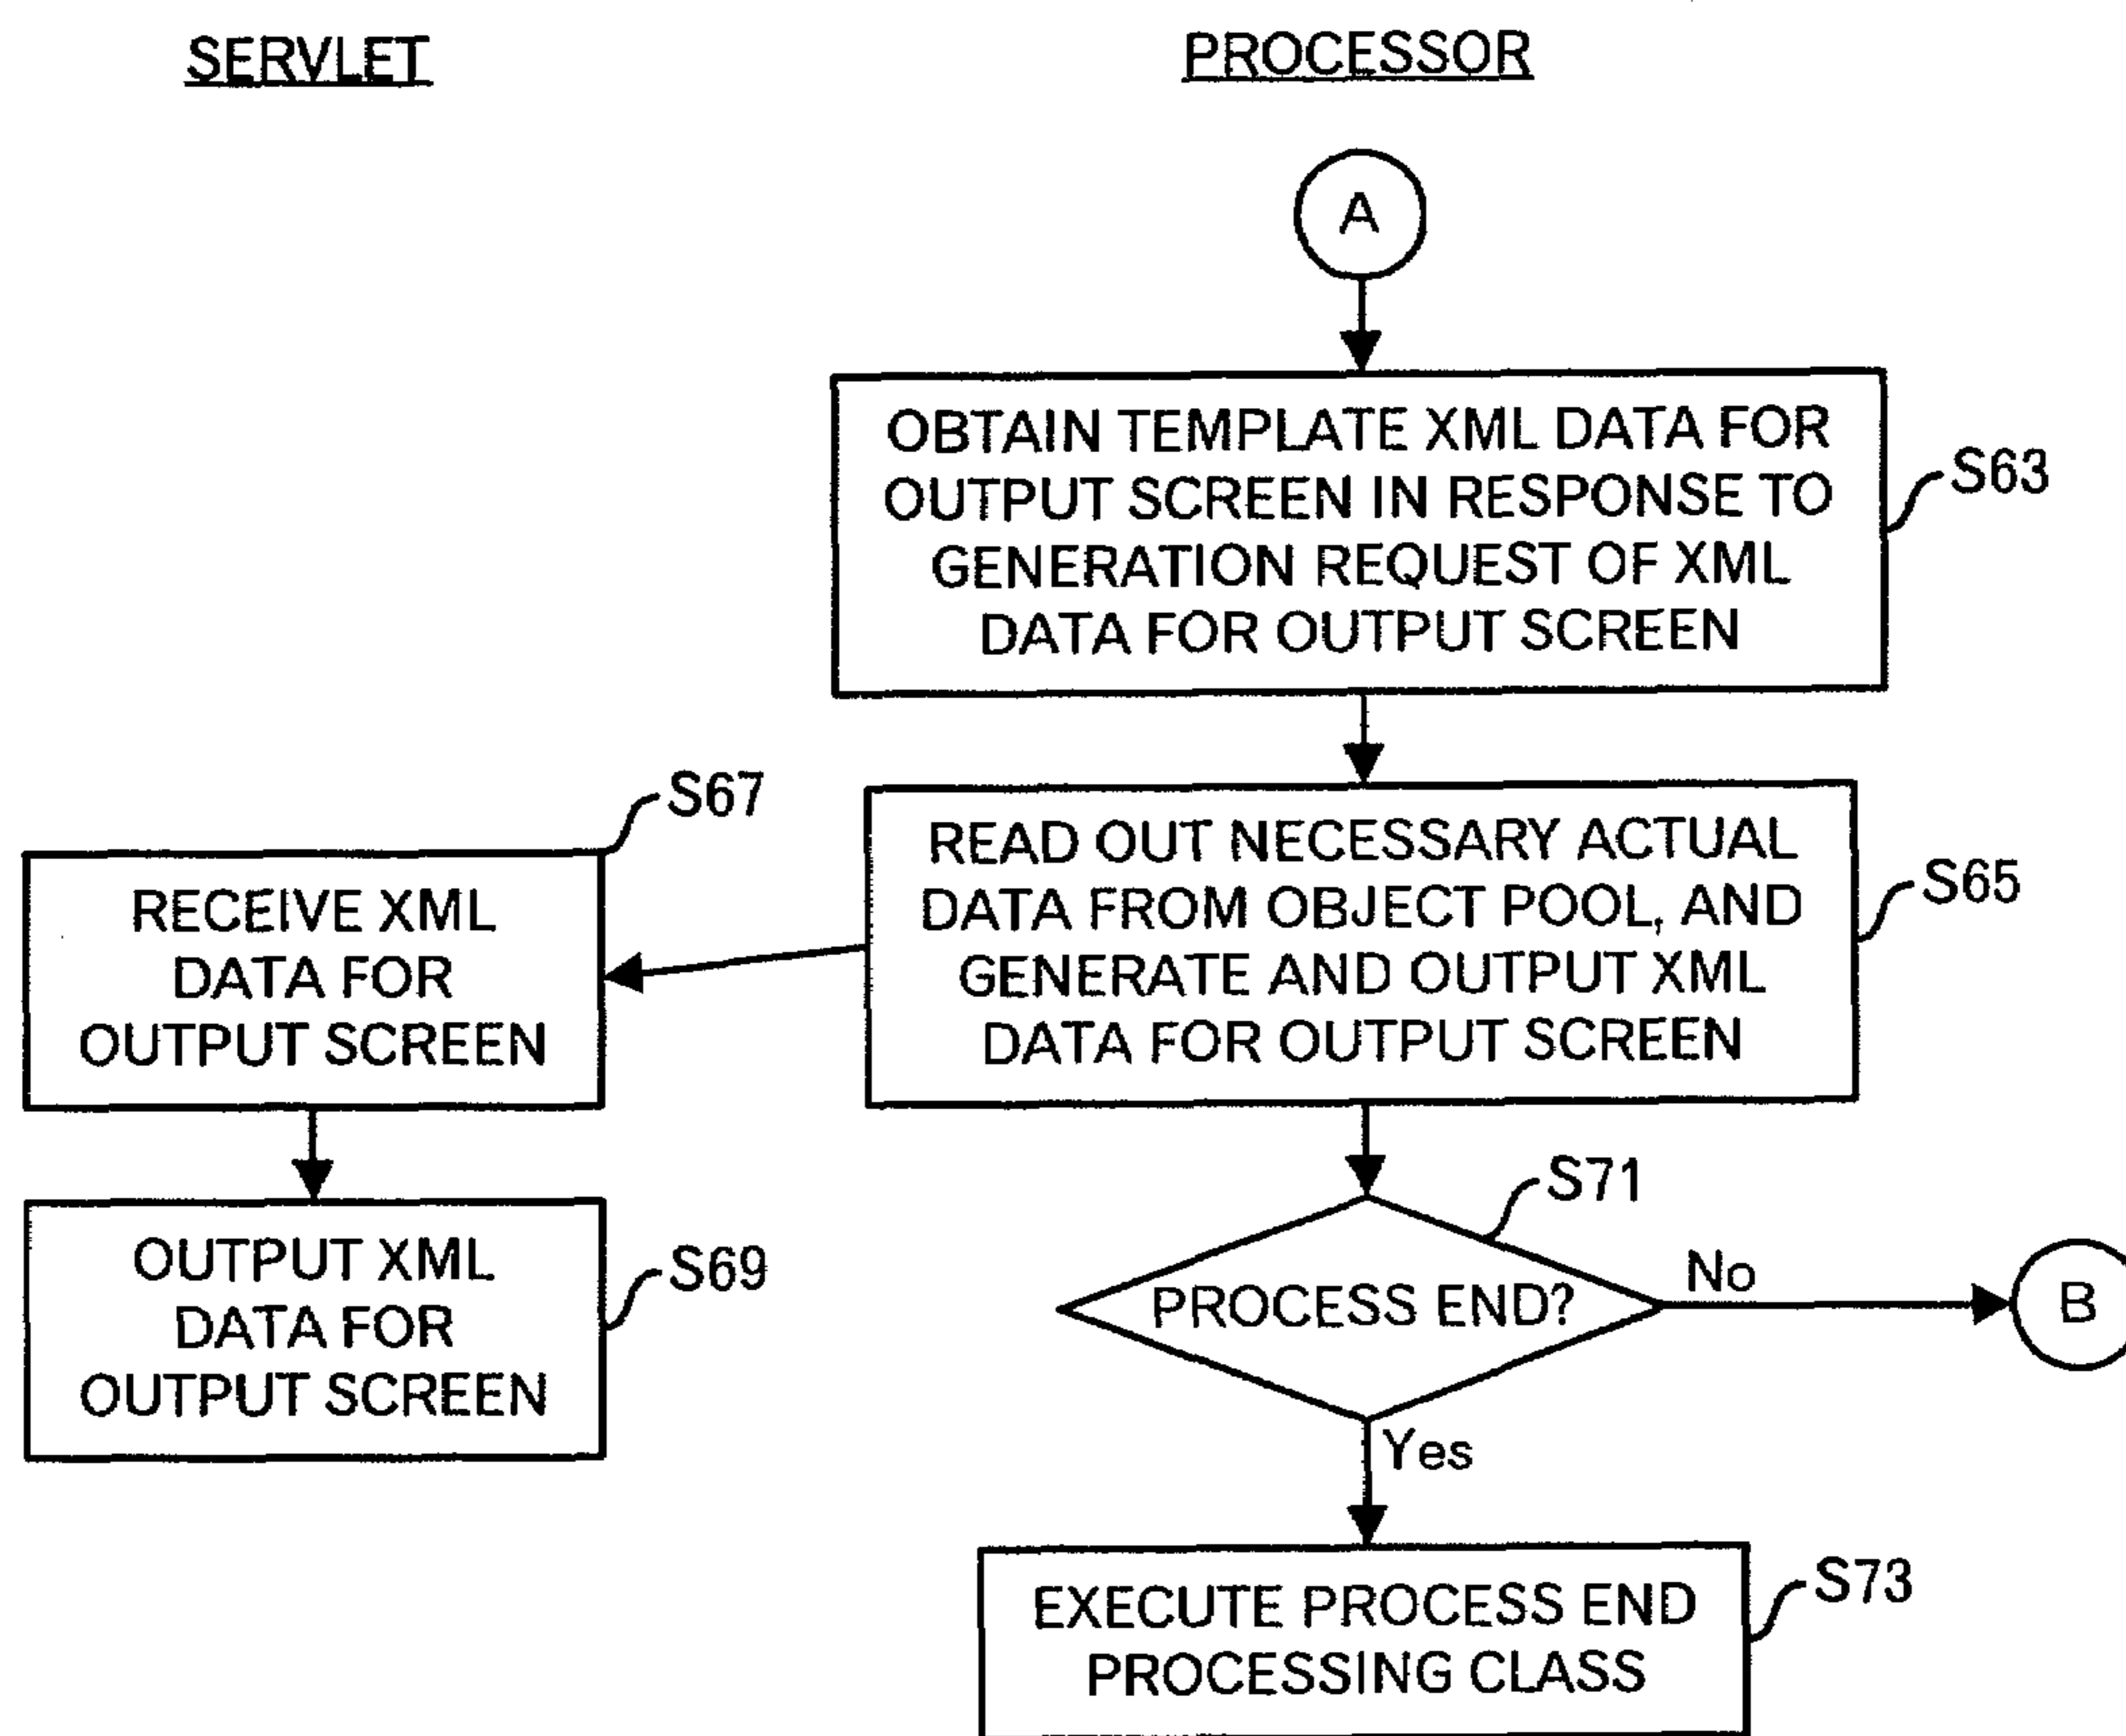 SERVLET
PROCESSOR
A
OBTAIN TEMPLATE XML DATA FOR
OUTPUT SCREEN IN RESPONSE TO
GENERATION REQUEST OF XML
DATA FOR OUTPUT SCREEN
S63
READ OUT NECESSARY ACTUAL
DATA FROM OBJECT POOL, AND
GENERATE AND OUTPUT XML
DATA FOR OUTPUT SCREEN
S65
S67
RECEIVE XML
DATA FOR
OUTPUT SCREEN
OUTPUT XML
DATA FOR
OUTPUT SCREEN
S69
S71
PROCESS END?
No
B
Yes
EXECUTE PROCESS END
PROCESSING CLASS
S73